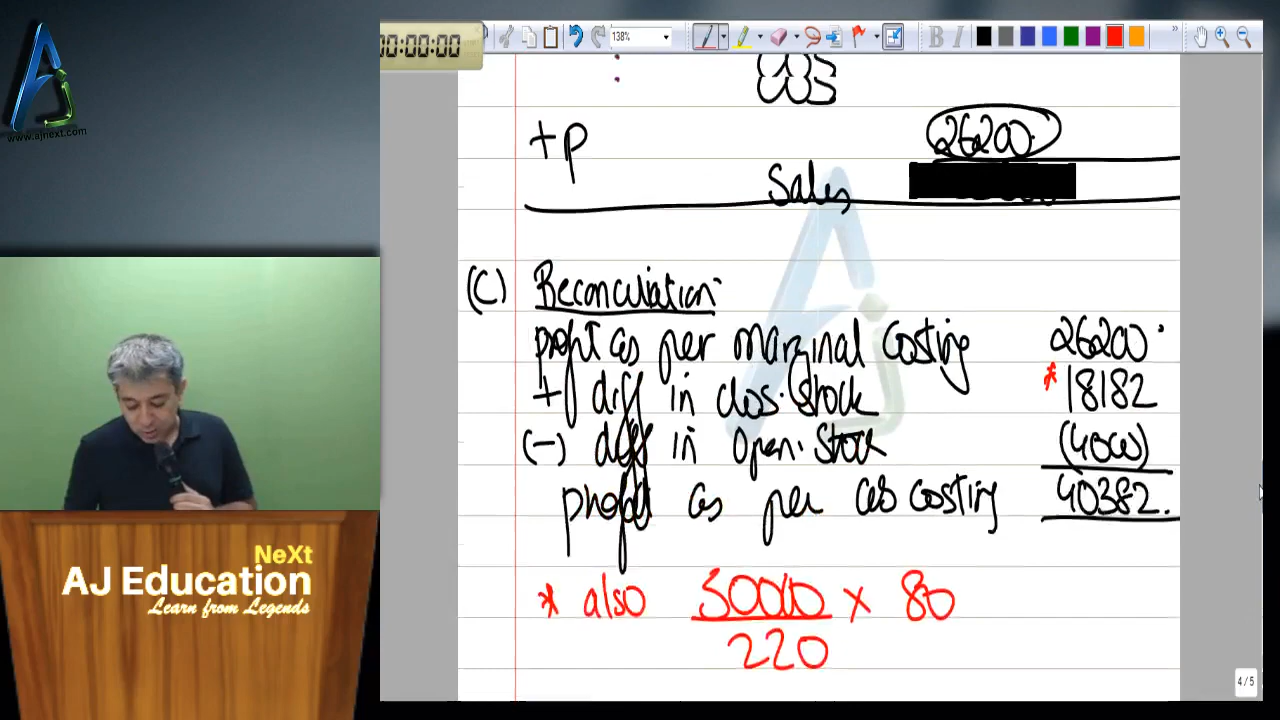 www.ajnext.com
00:00:00
138%
B I
COS
+p 26200
Sales
(C) Reconciliation:
profit as per marginal costing 26200
+ diff in clos. stock * 18182
(-) diff in open. stock (4000)
profit as per abs costing 40382.
* also 50000 × 80
220
NeXt
AJ Education
Learn from Legends
4/5